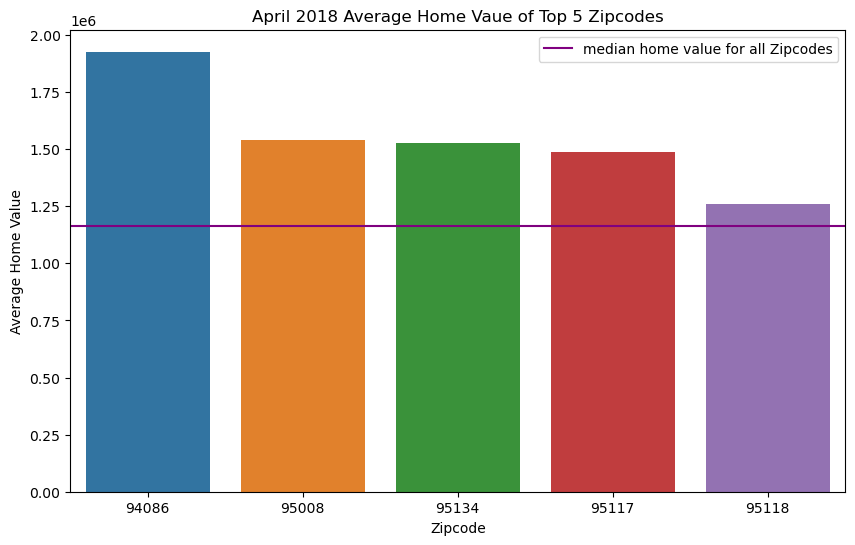 April 2018 Average Home Vaue of Top 5 Zipcodes
1e6
median home value for all Zipcodes
2.00
1.75
1.50
1.25
1.00
0.75
0.50
0.25
0.00
Average Home Value
94086 95008 95134 95117 95118
Zipcode